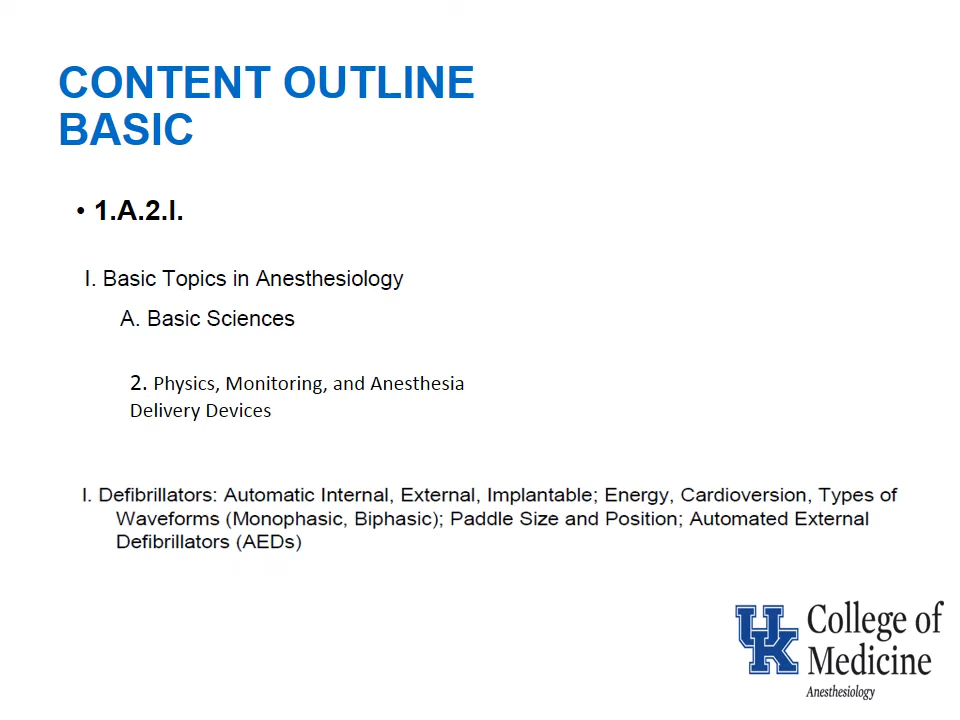 CONTENT OUTLINE
BASIC
• 1.A.2.I.
I. Basic Topics in Anesthesiology
A. Basic Sciences
2. Physics, Monitoring, and Anesthesia
Delivery Devices
I. Defibrillators: Automatic Internal, External, Implantable; Energy, Cardioversion, Types of
Waveforms (Monophasic, Biphasic); Paddle Size and Position; Automated External
Defibrillators (AEDs)
UK
College of
Medicine
Anesthesiology